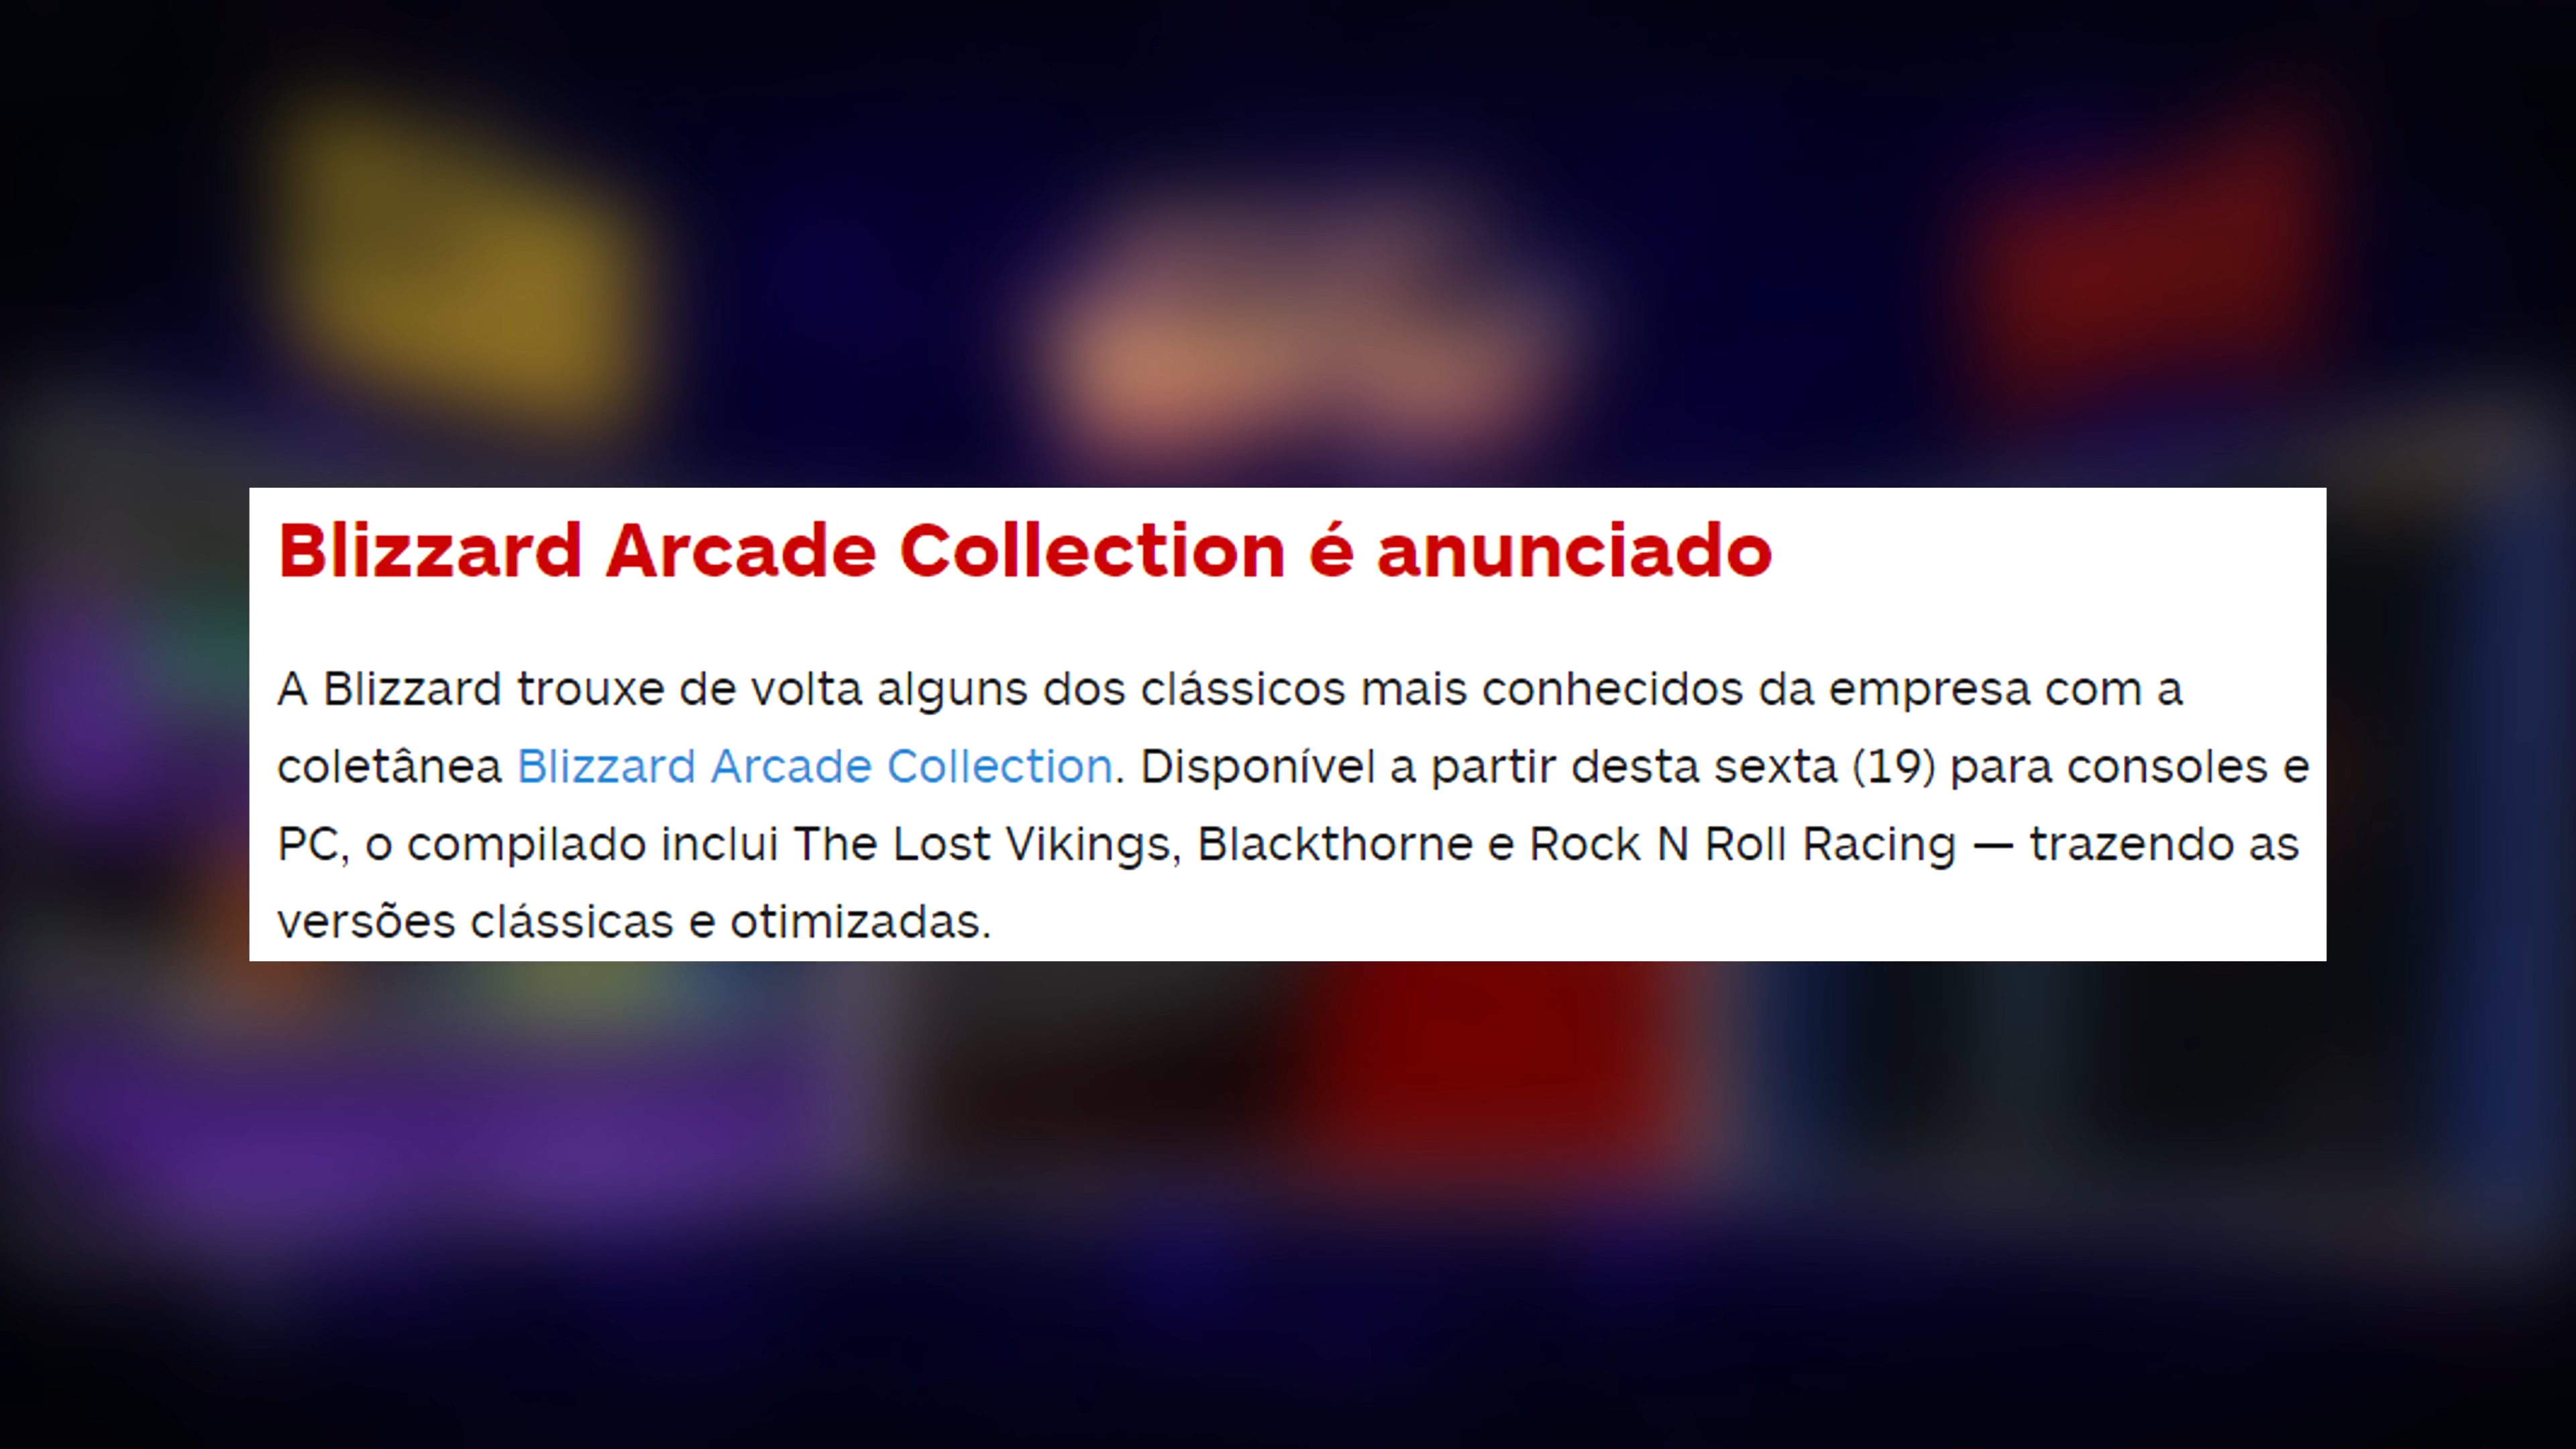 Blizzard Arcade Collection é anunciado
A Blizzard trouxe de volta alguns dos clássicos mais conhecidos da empresa com a
coletânea Blizzard Arcade Collection. Disponível a partir desta sexta (19) para consoles e
PC, o compilado inclui The Lost Vikings, Blackthorne e Rock N Roll Racing — trazendo as
versões clássicas e otimizadas.